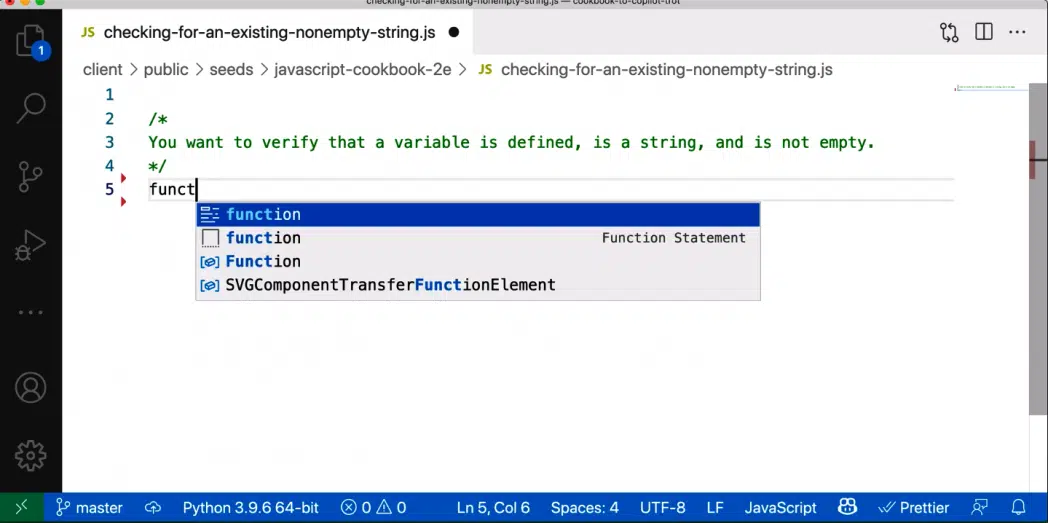 checking-for-an-existing-nonempty-string.js — cookbook-to-copilot-trot
JS checking-for-an-existing-nonempty-string.js
1
client > public > seeds > javascript-cookbook-2e > JS checking-for-an-existing-nonempty-string.js
1
2 /*
3 You want to verify that a variable is defined, is a string, and is not empty.
4 */
5 funct
function
function Function Statement
Function
SVGComponentTransferFunctionElement
master Python 3.9.6 64-bit 0 0 Ln 5, Col 6 Spaces: 4 UTF-8 LF JavaScript Prettier